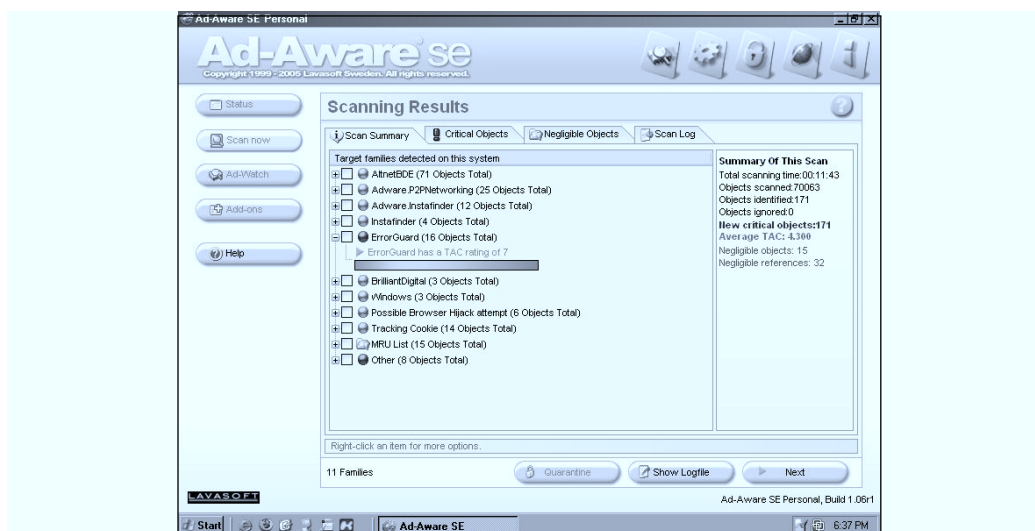 Ad-Aware SE Personal
Ad-Aware SE
Copyright 1999 - 2005 Lavasoft Sweden. All rights reserved.
Status
Scan now
Ad-Watch
Add-ons
Help
Scanning Results
Scan Summary
Critical Objects
Negligible Objects
Scan Log
Target families detected on this system
AltnetBDE (71 Objects Total)
Adware.P2PNetworking (25 Objects Total)
Adware.Instafinder (12 Objects Total)
Instafinder (4 Objects Total)
ErrorGuard (16 Objects Total)
ErrorGuard has a TAC rating of 7
BrilliantDigital (3 Objects Total)
Windows (3 Objects Total)
Possible Browser Hijack attempt (6 Objects Total)
Tracking Cookie (14 Objects Total)
MRU List (15 Objects Total)
Other (8 Objects Total)
Summary Of This Scan
Total scanning time:00:11:43
Objects scanned:70063
Objects identified:171
Objects ignored:0
New critical objects:171
Average TAC: 4.300
Negligible objects: 15
Negligible references: 32
Right-click an item for more options.
11 Families
Quarantine
Show Logfile
Next
LAVASOFT
Ad-Aware SE Personal, Build 1.06r1
Start
Ad-Aware SE
6:37 PM